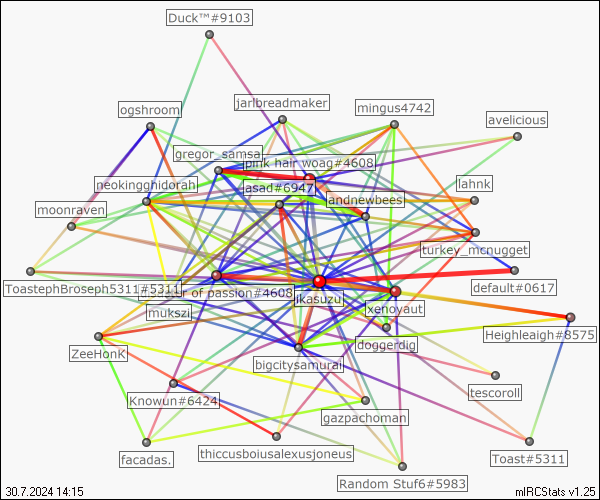 Duck™#9103
jarlbreadmaker
ogshroom
mingus4742
avelicious
gregor_samsa
pink hair woag#4608
neokinghidorah
asad#6947
lahnk
andnewbees
moonraven
turkey_mcnugget
ToastephBroseph5311#5311
r of passion#4608
jkasuzu
default#0617
mukszi
xenoyaut
Heighleaigh#8575
doggerdig
ZeeHonK
bigcitysamurai
tescoroll
Knowun#6424
gazpachoman
thiccusboiusalexusjoneus
facadas.
Toast#5311
Random Stuf6#5983
30.7.2024 14:15
mIRCStats v1.25